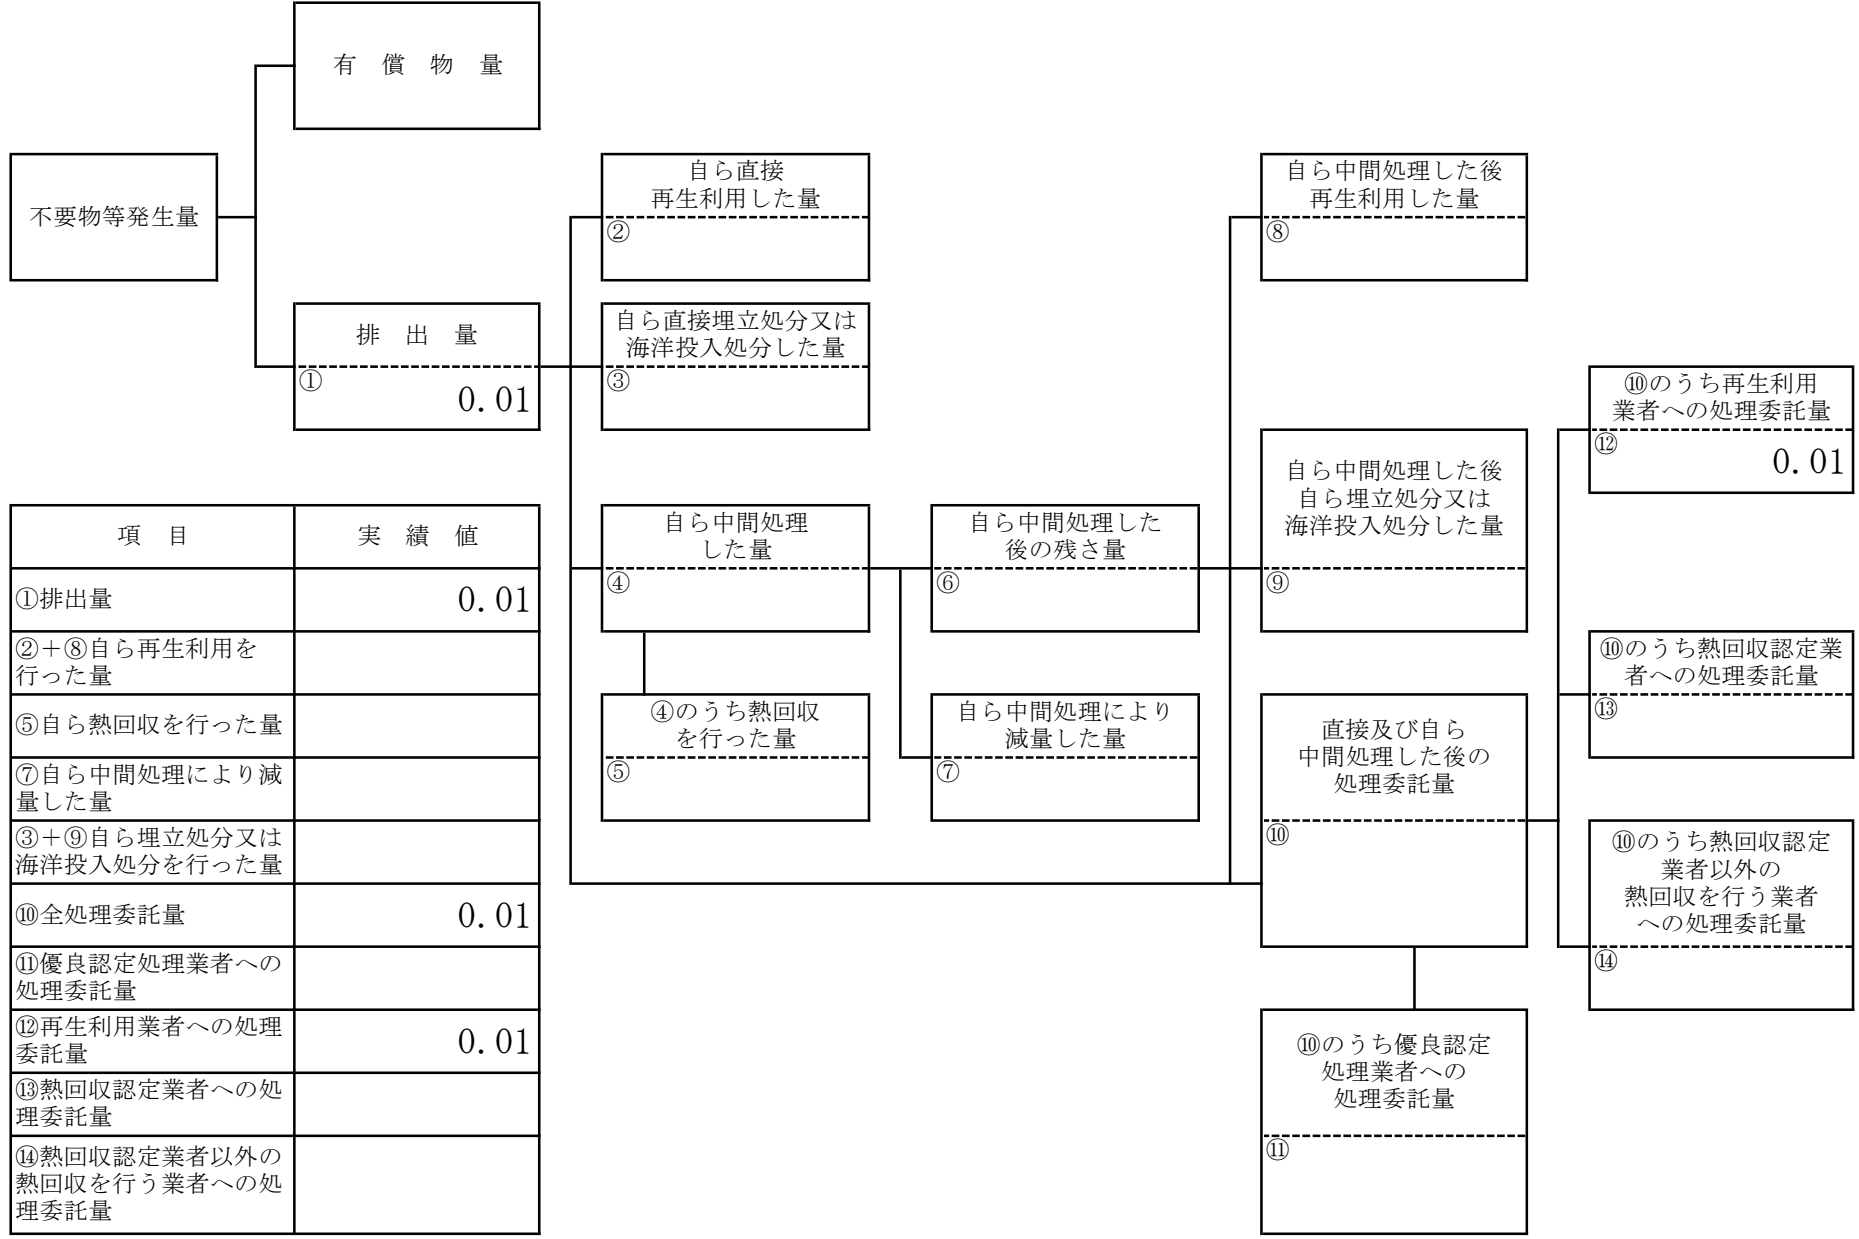 有　償　物　量
不要物等発生量
排　出　量
①
0.01
自ら直接
再生利用した量
②
自ら直接埋立処分又は
海洋投入処分した量
③
自ら中間処理
した量
④
④のうち熱回収
を行った量
⑤
自ら中間処理した
後の残さ量
⑥
自ら中間処理により
減量した量
⑦
自ら中間処理した後
再生利用した量
⑧
自ら中間処理した後
自ら埋立処分又は
海洋投入処分した量
⑨
直接及び自ら
中間処理した後の
処理委託量
⑩
⑩のうち優良認定
処理業者への
処理委託量
⑪
⑩のうち再生利用
業者への処理委託量
⑫
0.01
⑩のうち熱回収認定業
者への処理委託量
⑬
⑩のうち熱回収認定
業者以外の
熱回収を行う業者
への処理委託量
⑭
項　目　実　績　値
①排出量　0.01
②＋⑧自ら再生利用を
行った量
⑤自ら熱回収を行った量
⑦自ら中間処理により減
量した量
③＋⑨自ら埋立処分又は
海洋投入処分を行った量
⑩全処理委託量　0.01
⑪優良認定処理業者への
処理委託量
⑫再生利用業者への処理
委託量　0.01
⑬熱回収認定業者への処
理委託量
⑭熱回収認定業者以外の
熱回収を行う業者への処
理委託量